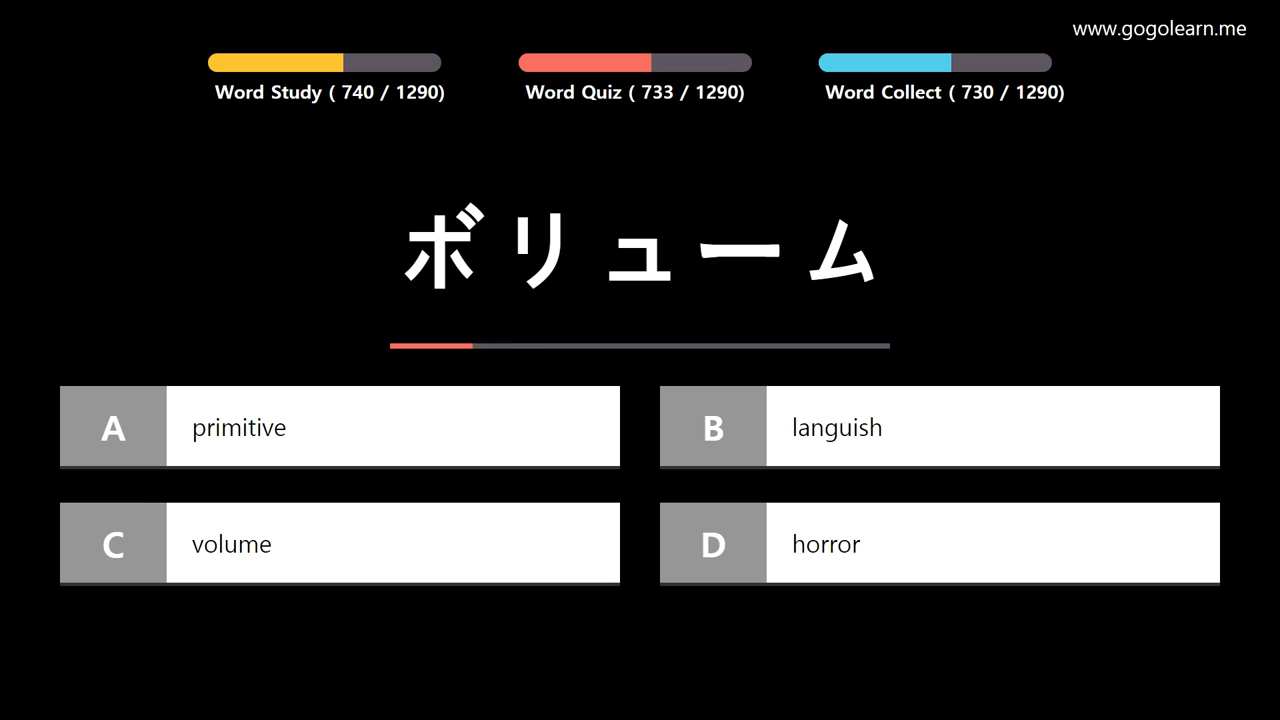 www.gogolearn.me
Word Study ( 740 / 1290)
Word Quiz ( 733 / 1290)
Word Collect ( 730 / 1290)
ボリューム
A primitive
B languish
C volume
D horror